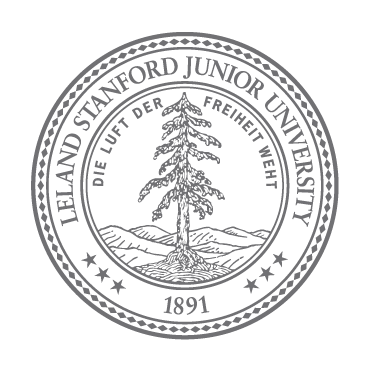 LELAND STANFORD JUNIOR UNIVERSITY
DIE LUFT DER FREIHEIT WEHT
1891